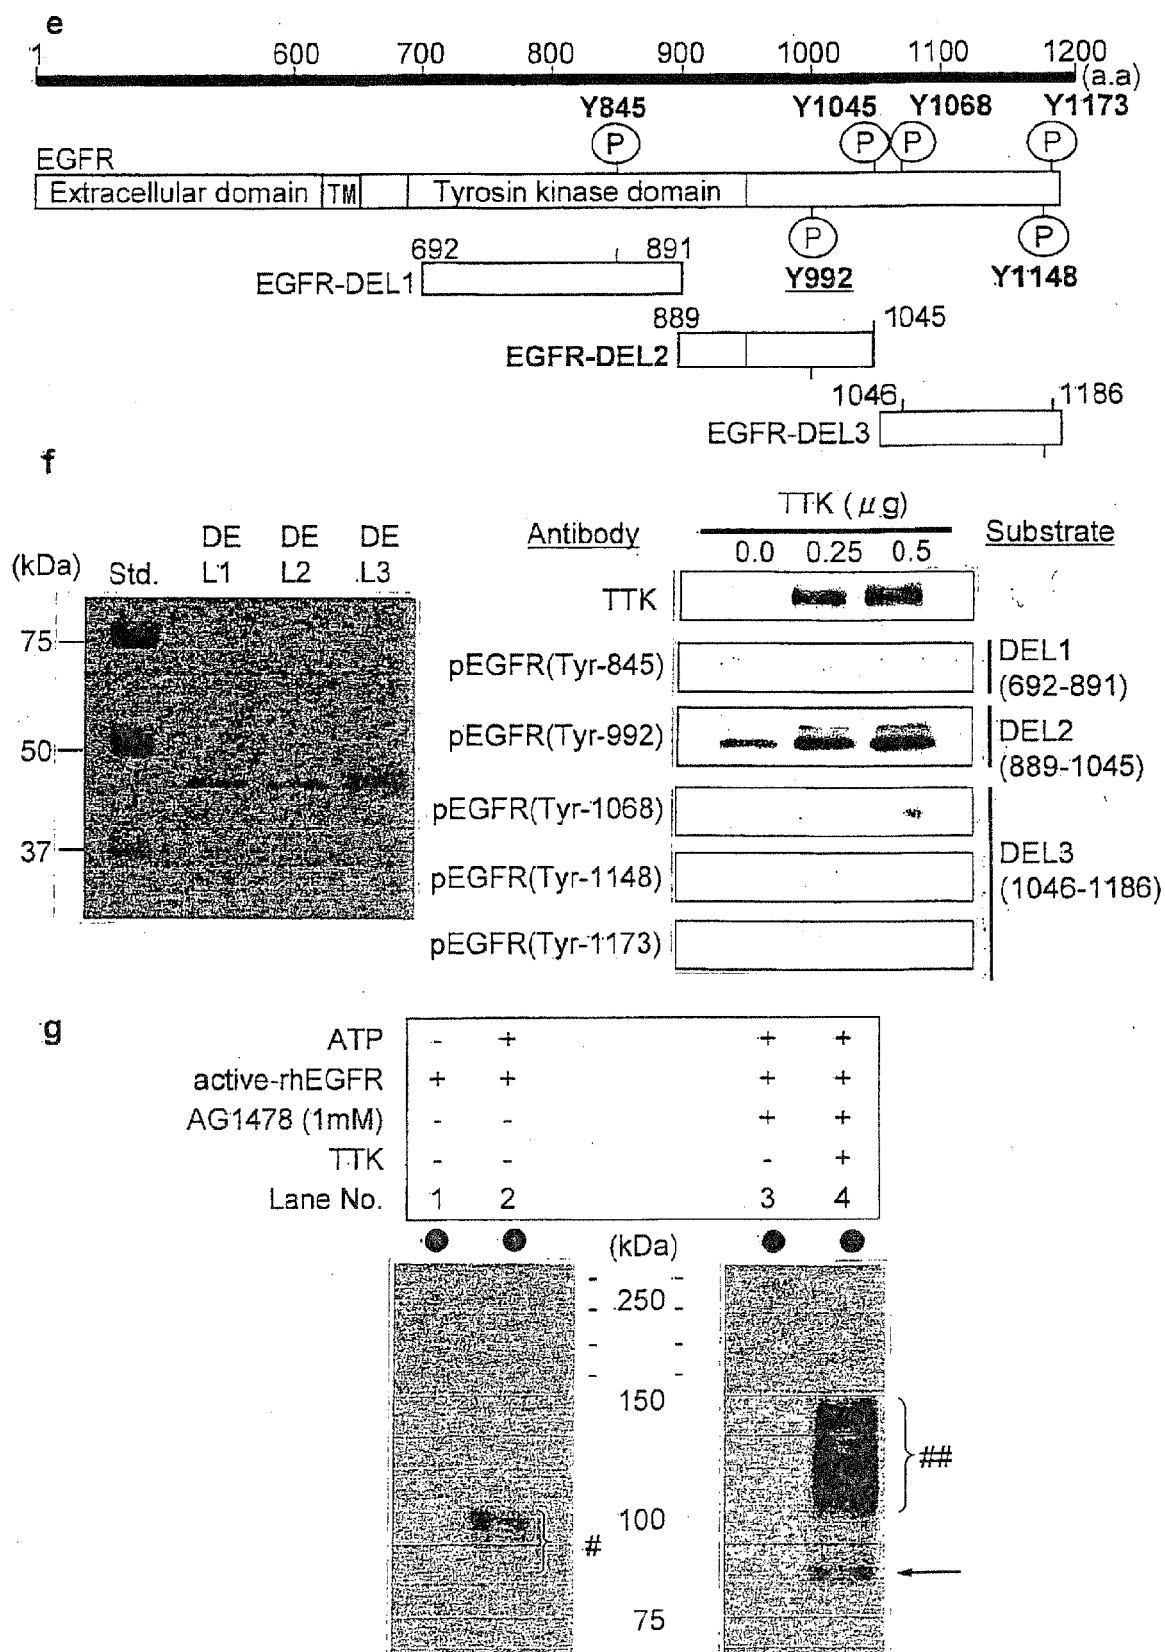 e
1 600 700 800 900 1000 1100 1200
(a.a)
Y845 Y1045 Y1068 Y1173
P P P P
EGFR
Extracellular domain TM Tyrosin kinase domain
P P
Y992 Y1148
692 891
EGFR-DEL1
889 1045
EGFR-DEL2
1046 1186
EGFR-DEL3
f
(kDa) Std. DE L1 DE L2 DE L3
75
50
37
Antibody TTK (μg) Substrate
0.0 0.25 0.5
TTK
pEGFR(Tyr-845) DEL1
(692-891)
pEGFR(Tyr-992) DEL2
(889-1045)
pEGFR(Tyr-1068)
DEL3
pEGFR(Tyr-1148) (1046-1186)
pEGFR(Tyr-1173)
g
ATP - + + +
active-rhEGFR + + + +
AG1478 (1mM) - - + +
TTK - - - +
Lane No. 1 2 3 4
(kDa)
250
150
##
100
#
75